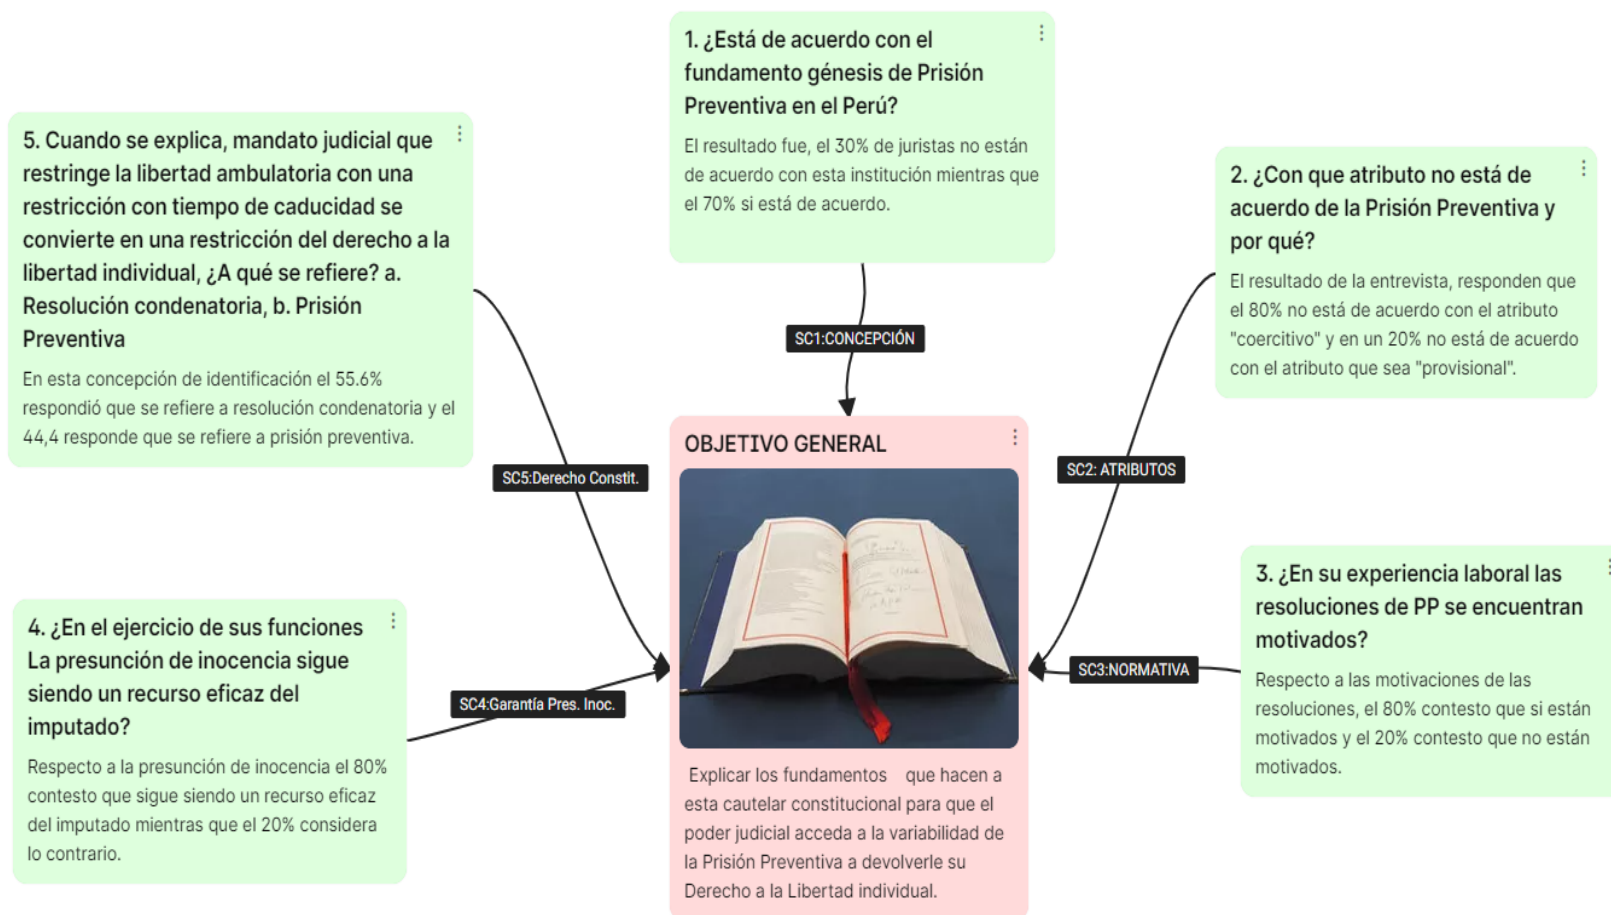 1. ¿Está de acuerdo con el
fundamento génesis de Prisión
Preventiva en el Perú?
El resultado fue, el 30% de juristas no están
de acuerdo con esta institución mientras que
el 70% si está de acuerdo.
SC1:CONCEPCIÓN
2. ¿Con que atributo no está de
acuerdo de la Prisión Preventiva y
por qué?
El resultado de la entrevista, responden que
el 80% no está de acuerdo con el atributo
"coercitivo" y en un 20% no está de acuerdo
con el atributo que sea "provisional".
SC2: ATRIBUTOS
3. ¿En su experiencia laboral las
resoluciones de PP se encuentran
motivados?
Respecto a las motivaciones de las
resoluciones, el 80% contesto que si están
motivados y el 20% contesto que no están
motivados.
SC3:NORMATIVA
4. ¿En el ejercicio de sus funciones
La presunción de inocencia sigue
siendo un recurso eficaz del
imputado?
Respecto a la presunción de inocencia el 80%
contesto que sigue siendo un recurso eficaz
del imputado mientras que el 20% considera
lo contrario.
SC4:Garantía Pres. Inoc.
5. Cuando se explica, mandato judicial que
restringe la libertad ambulatoria con una
restricción con tiempo de caducidad se
convierte en una restricción del derecho a la
libertad individual, ¿A qué se refiere? a.
Resolución condenatoria, b. Prisión
Preventiva
En esta concepción de identificación el 55.6%
respondió que se refiere a resolución condenatoria y el
44,4 responde que se refiere a prisión preventiva.
SC5:Derecho Constit.
OBJETIVO GENERAL
Explicar los fundamentos que hacen a
esta cautelar constitucional para que el
poder judicial acceda a la variabilidad de
la Prisión Preventiva a devolverle su
Derecho a la Libertad individual.